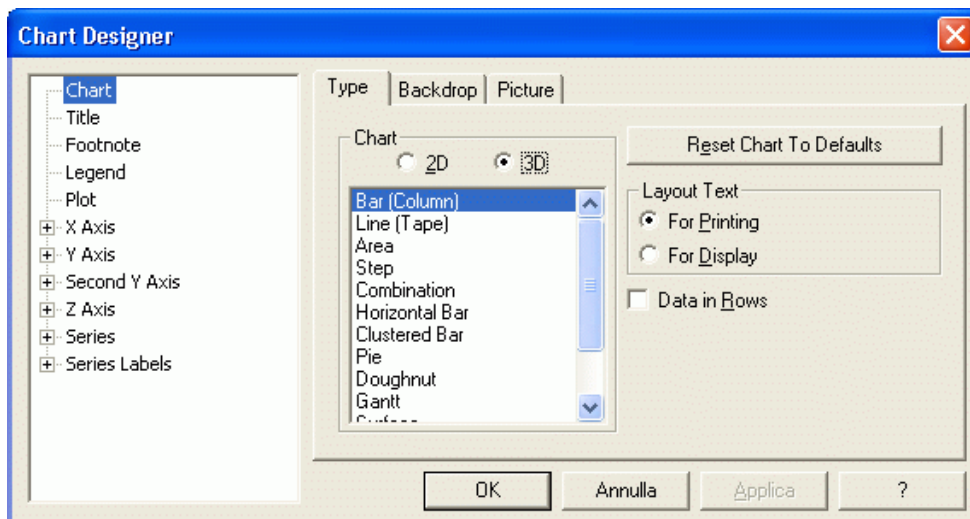 Chart Designer
Chart
Title
Footnote
Legend
Plot
X Axis
Y Axis
Second Y Axis
Z Axis
Series
Series Labels
Type Backdrop Picture
Chart
2D 3D
Bar (Column)
Line (Tape)
Area
Step
Combination
Horizontal Bar
Clustered Bar
Pie
Doughnut
Gantt
Reset Chart To Defaults
Layout Text
For Printing
For Display
Data in Rows
OK Annulla Applica ?